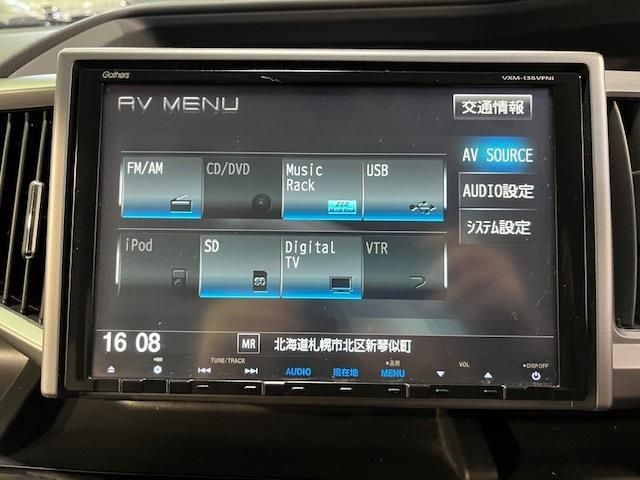 Gathers VXM-135VFNi
AV MENU 交通情報
FM/AM CD/DVD Music Rack USB AV SOURCE
AUDIO設定
iPod SD Digital TV VTR システム設定
SD
16 08 MR 北海道札幌市北区新琴似町
TUNE/TRACK AUDIO 現在地 MENU VOL DISP OFF